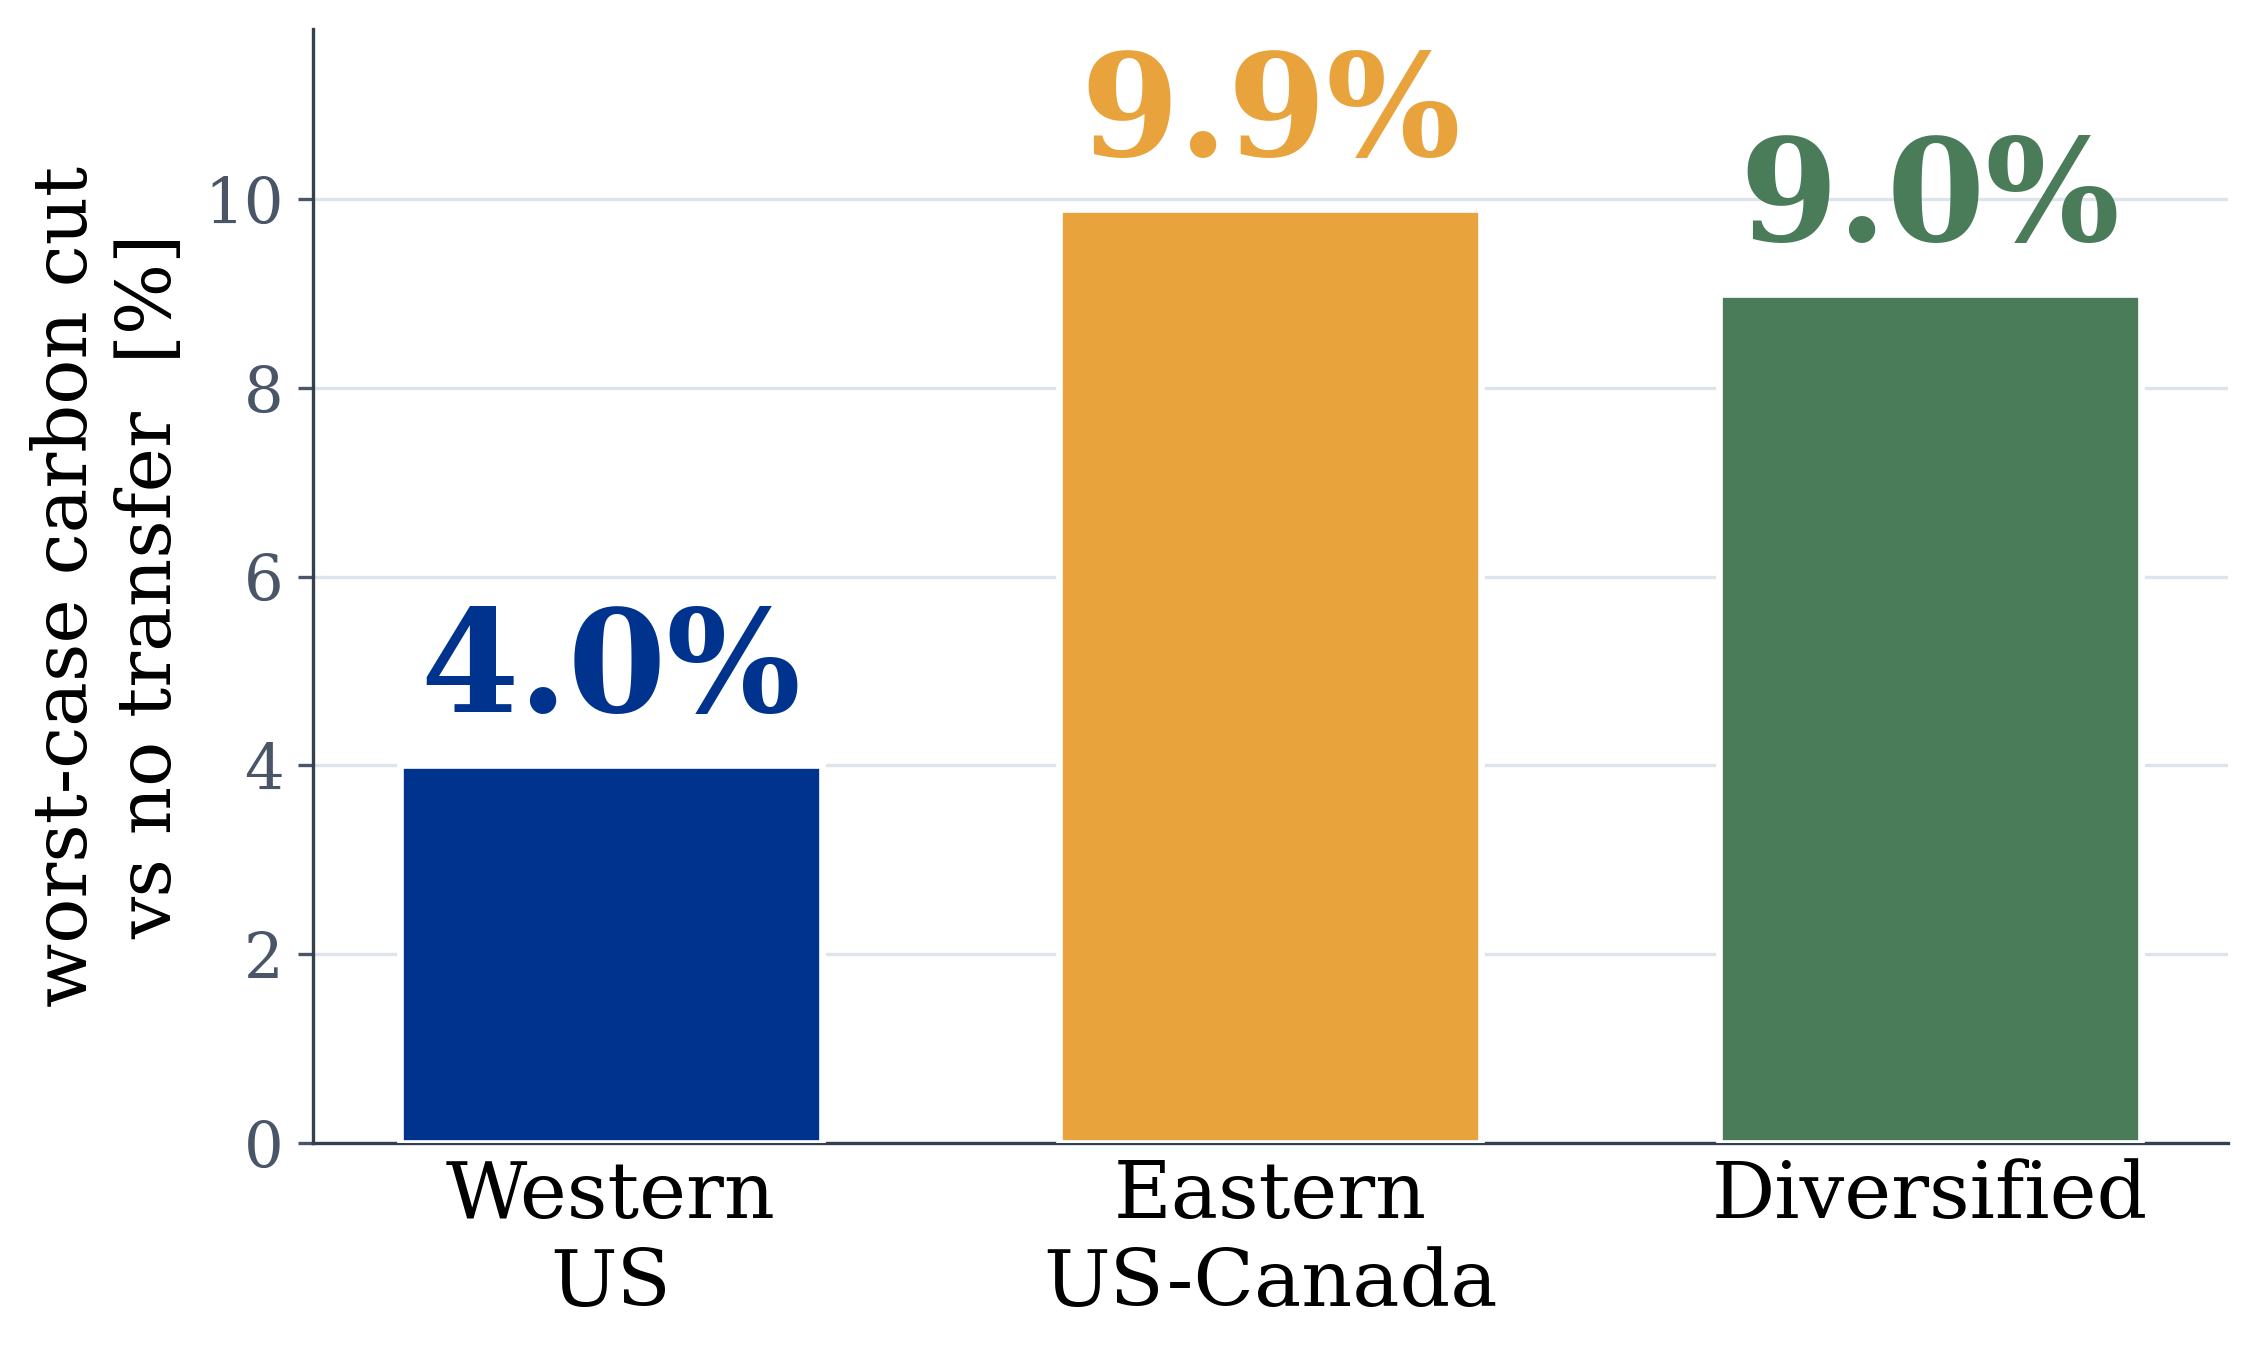 worst-case carbon cut
vs no transfer [%]
10
8
6
4
2
0
4.0%
9.9%
9.0%
Western
US
Eastern
US-Canada
Diversified